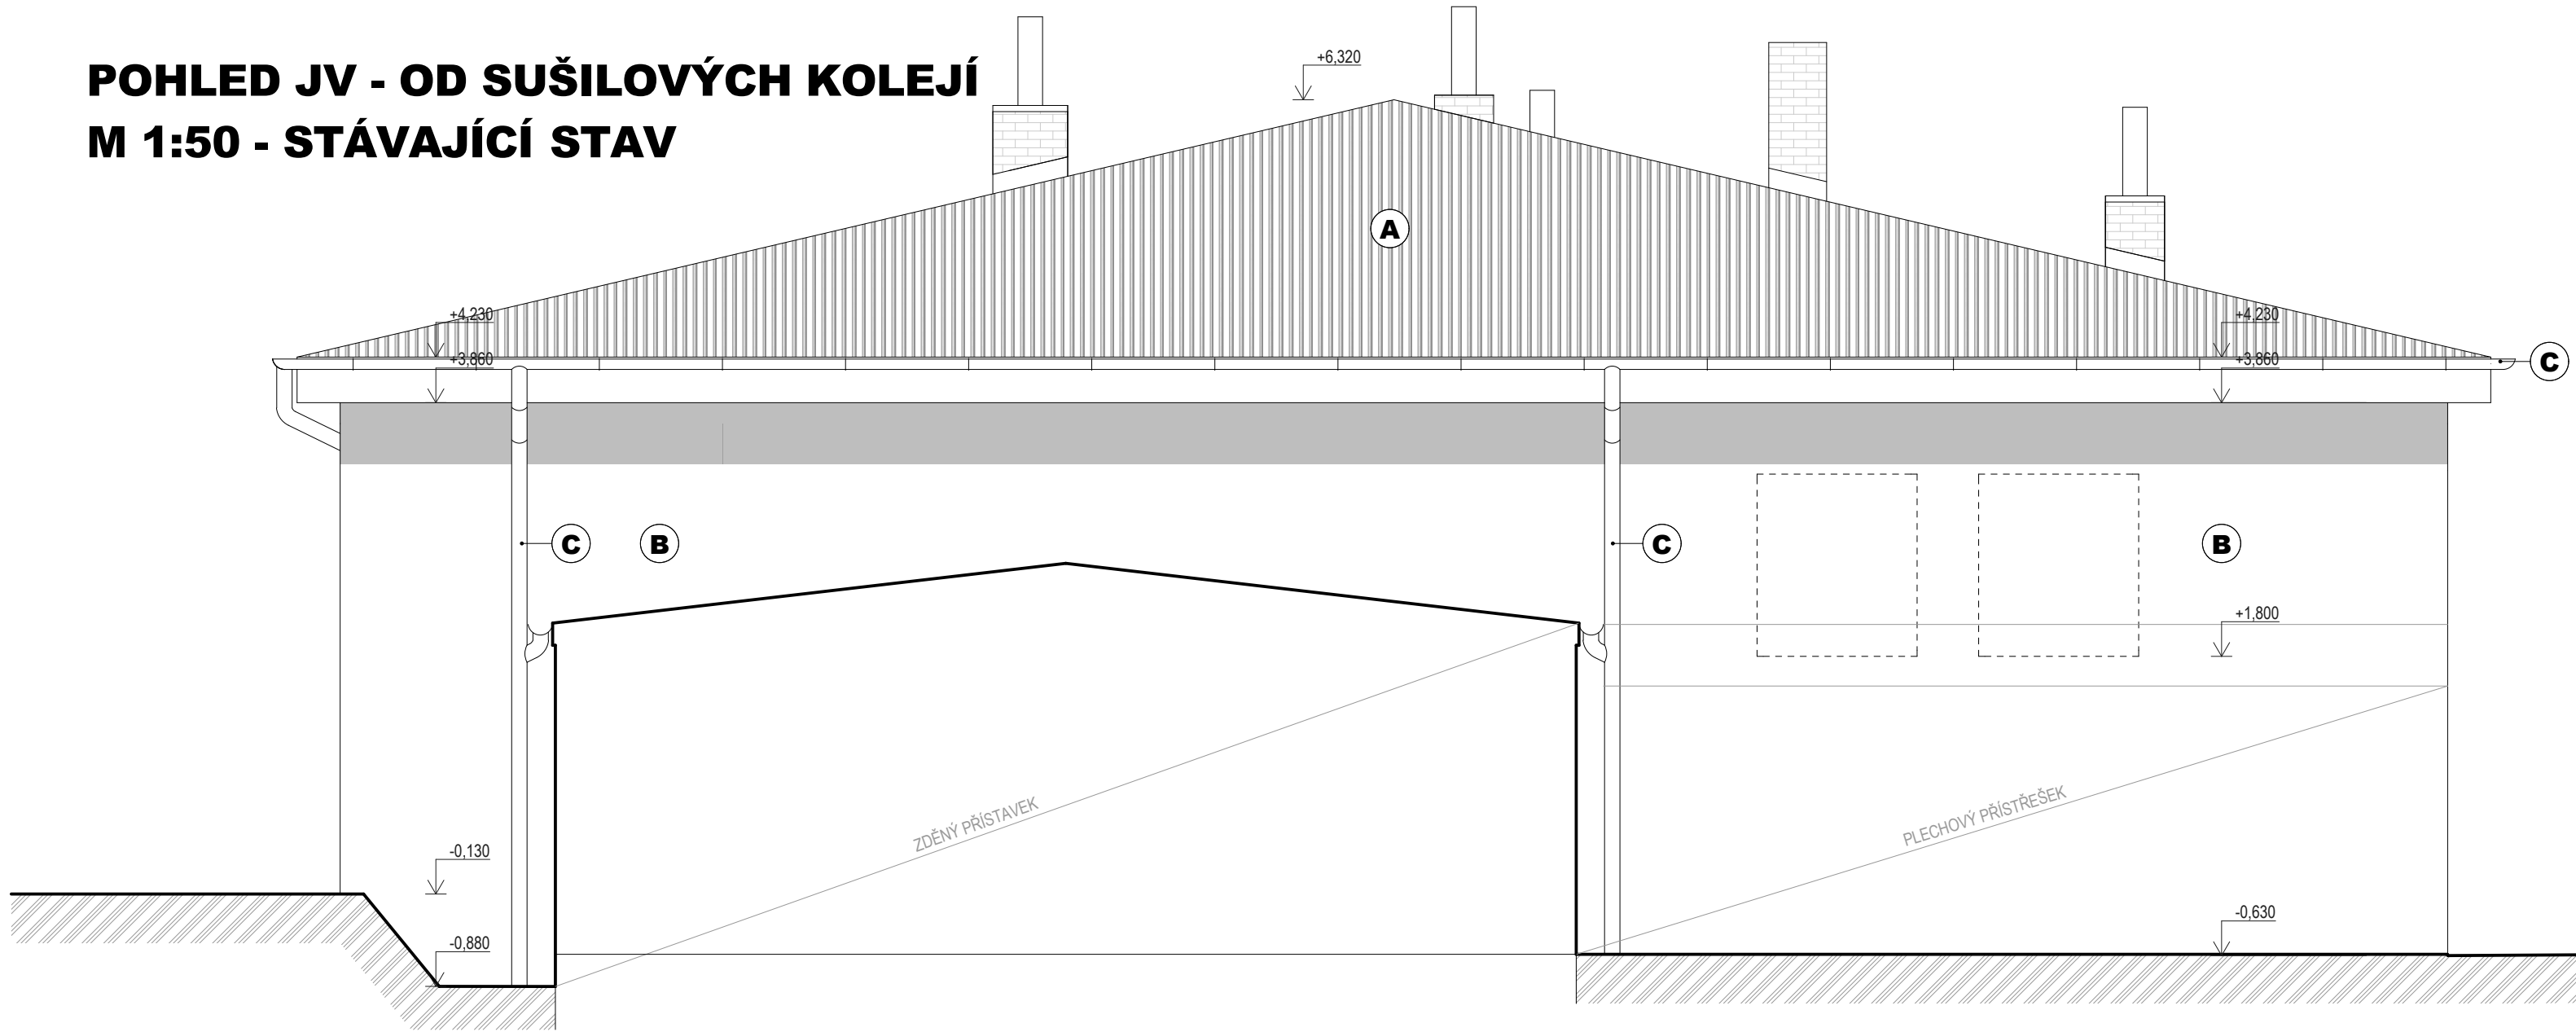 POHLED JV - OD SUŠILOVÝCH KOLEJÍ
M 1:50 - STÁVAJÍCÍ STAV
+6,320
A
+4,230
+4,230
+3,860
+3,860
C
C
B
C
B
+1,800
ZDĚNÝ PŘÍSTAVEK
PLECHOVÝ PŘÍSTŘEŠEK
-0,130
-0,630
-0,880